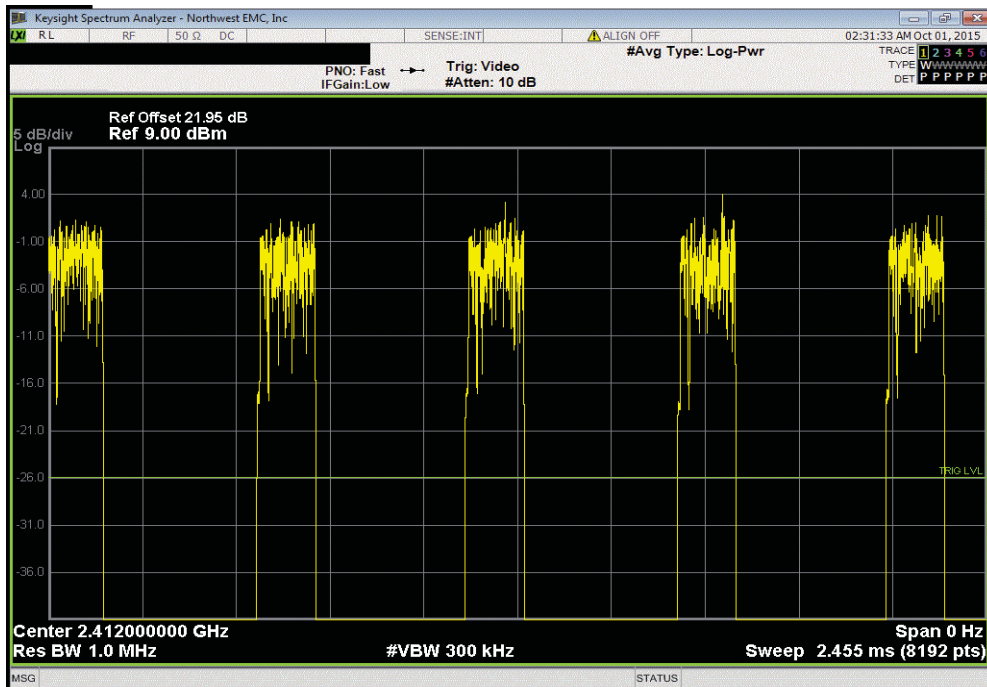 Keysight Spectrum Analyzer - Northwest EMC, Inc
LXI RL RF 50 Ω DC SENSE:INT ALIGN OFF 02:31:33 AM Oct 01, 2015
#Avg Type: Log-Pwr
PNO: Fast
IFGain:Low
Trig: Video
#Atten: 10 dB
TRACE 1 2 3 4 5 6
TYPE WWWWWW
DET P P P P P P
Ref Offset 21.95 dB
5 dB/div Ref 9.00 dBm
Log
4.00
-1.00
-6.00
-11.0
-16.0
-21.0
TRIG LVL
-26.0
-31.0
-36.0
Center 2.412000000 GHz Span 0 Hz
Res BW 1.0 MHz #VBW 300 kHz Sweep 2.455 ms (8192 pts)
MSG STATUS